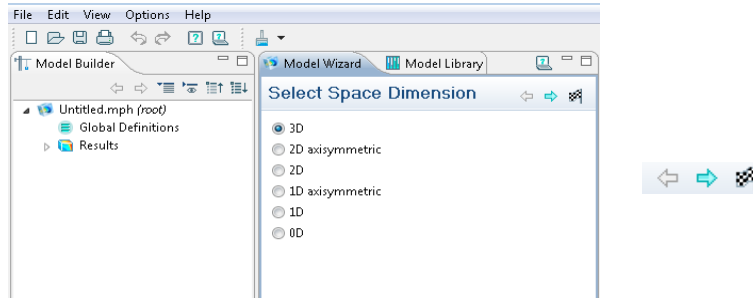 File Edit View Options Help
Model Builder
Model Wizard Model Library
Select Space Dimension
Untitled.mph (root)
Global Definitions
Results
3D
2D axisymmetric
2D
1D axisymmetric
1D
0D